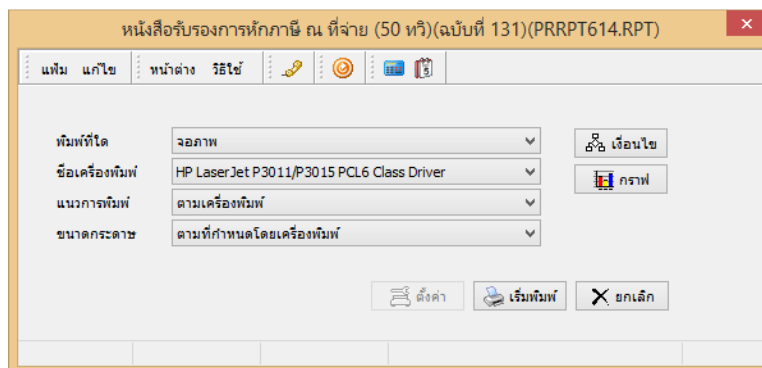 หนังสือรับรองการหักภาษี ณ ที่จ่าย (50 ทวิ)(ฉบับที่ 131)(PRRPT614.RPT)
แฟ้ม แก้ไข หน้าต่าง วิธีใช้
พิมพ์ที่ใด จอภาพ เงื่อนไข
ชื่อเครื่องพิมพ์ HP LaserJet P3011/P3015 PCL6 Class Driver กราฟ
แนวการพิมพ์ ตามเครื่องพิมพ์
ขนาดกระดาษ ตามที่กำหนดโดยเครื่องพิมพ์
ตั้งค่า เริ่มพิมพ์ ยกเลิก